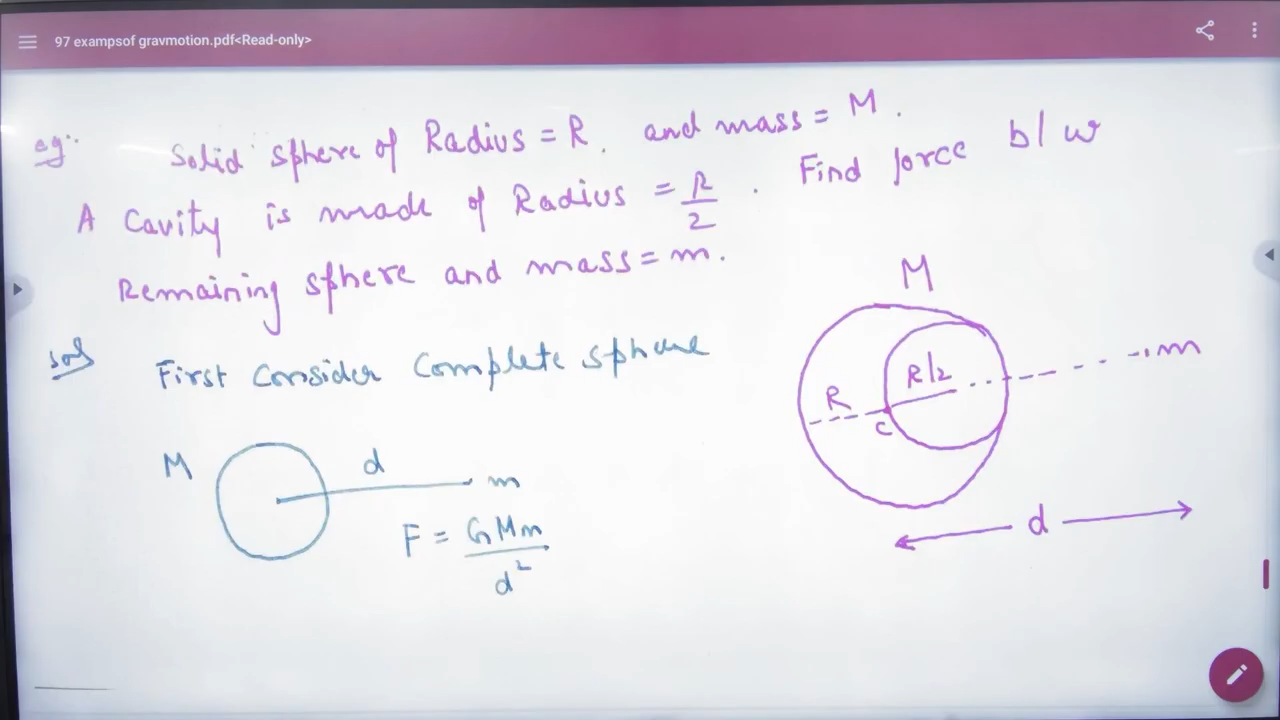 97 exampsof gravmotion.pdf<Read-only>
eg:- Solid sphere of Radius = R. and mass = M.
A Cavity is made of Radius = R/2. Find force b/w
Remaining sphere and mass = m.
M
R
R/2
C
m
d
Sol First Consider Complete sphere
M
d
m
F = GMm/d²